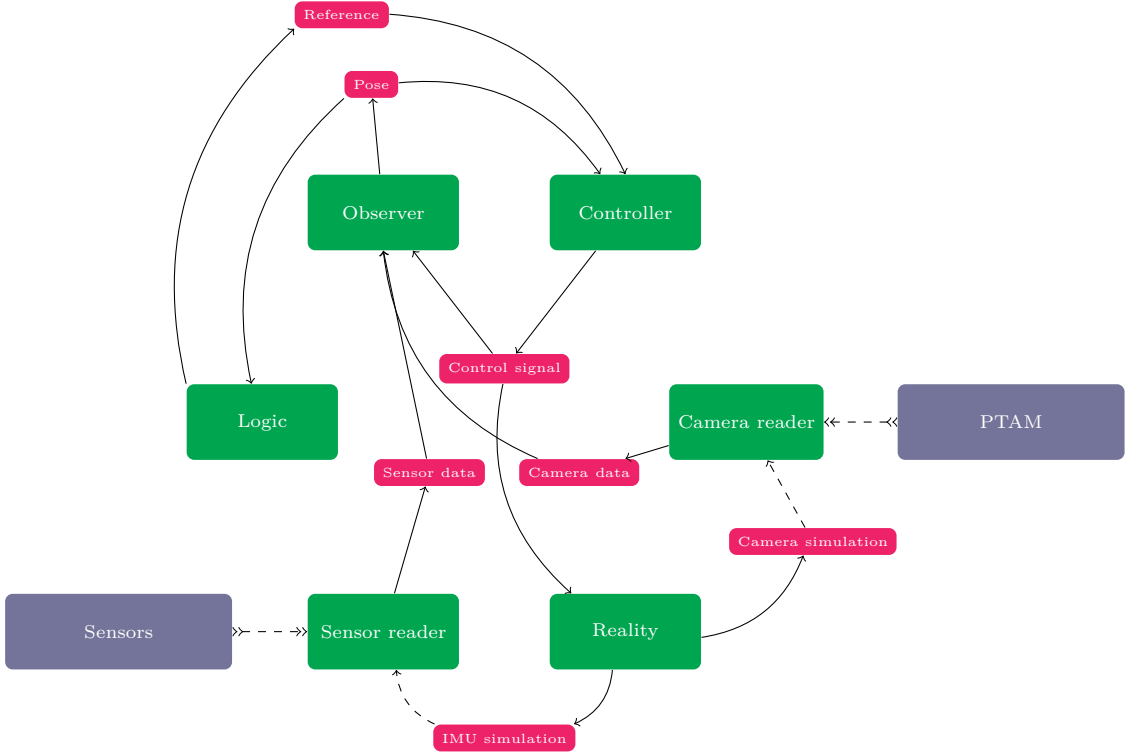 Reference
Pose
Observer
Controller
Control signal
Logic
Camera reader
PTAM
Sensor data
Camera data
Camera simulation
Sensors
Sensor reader
Reality
IMU simulation